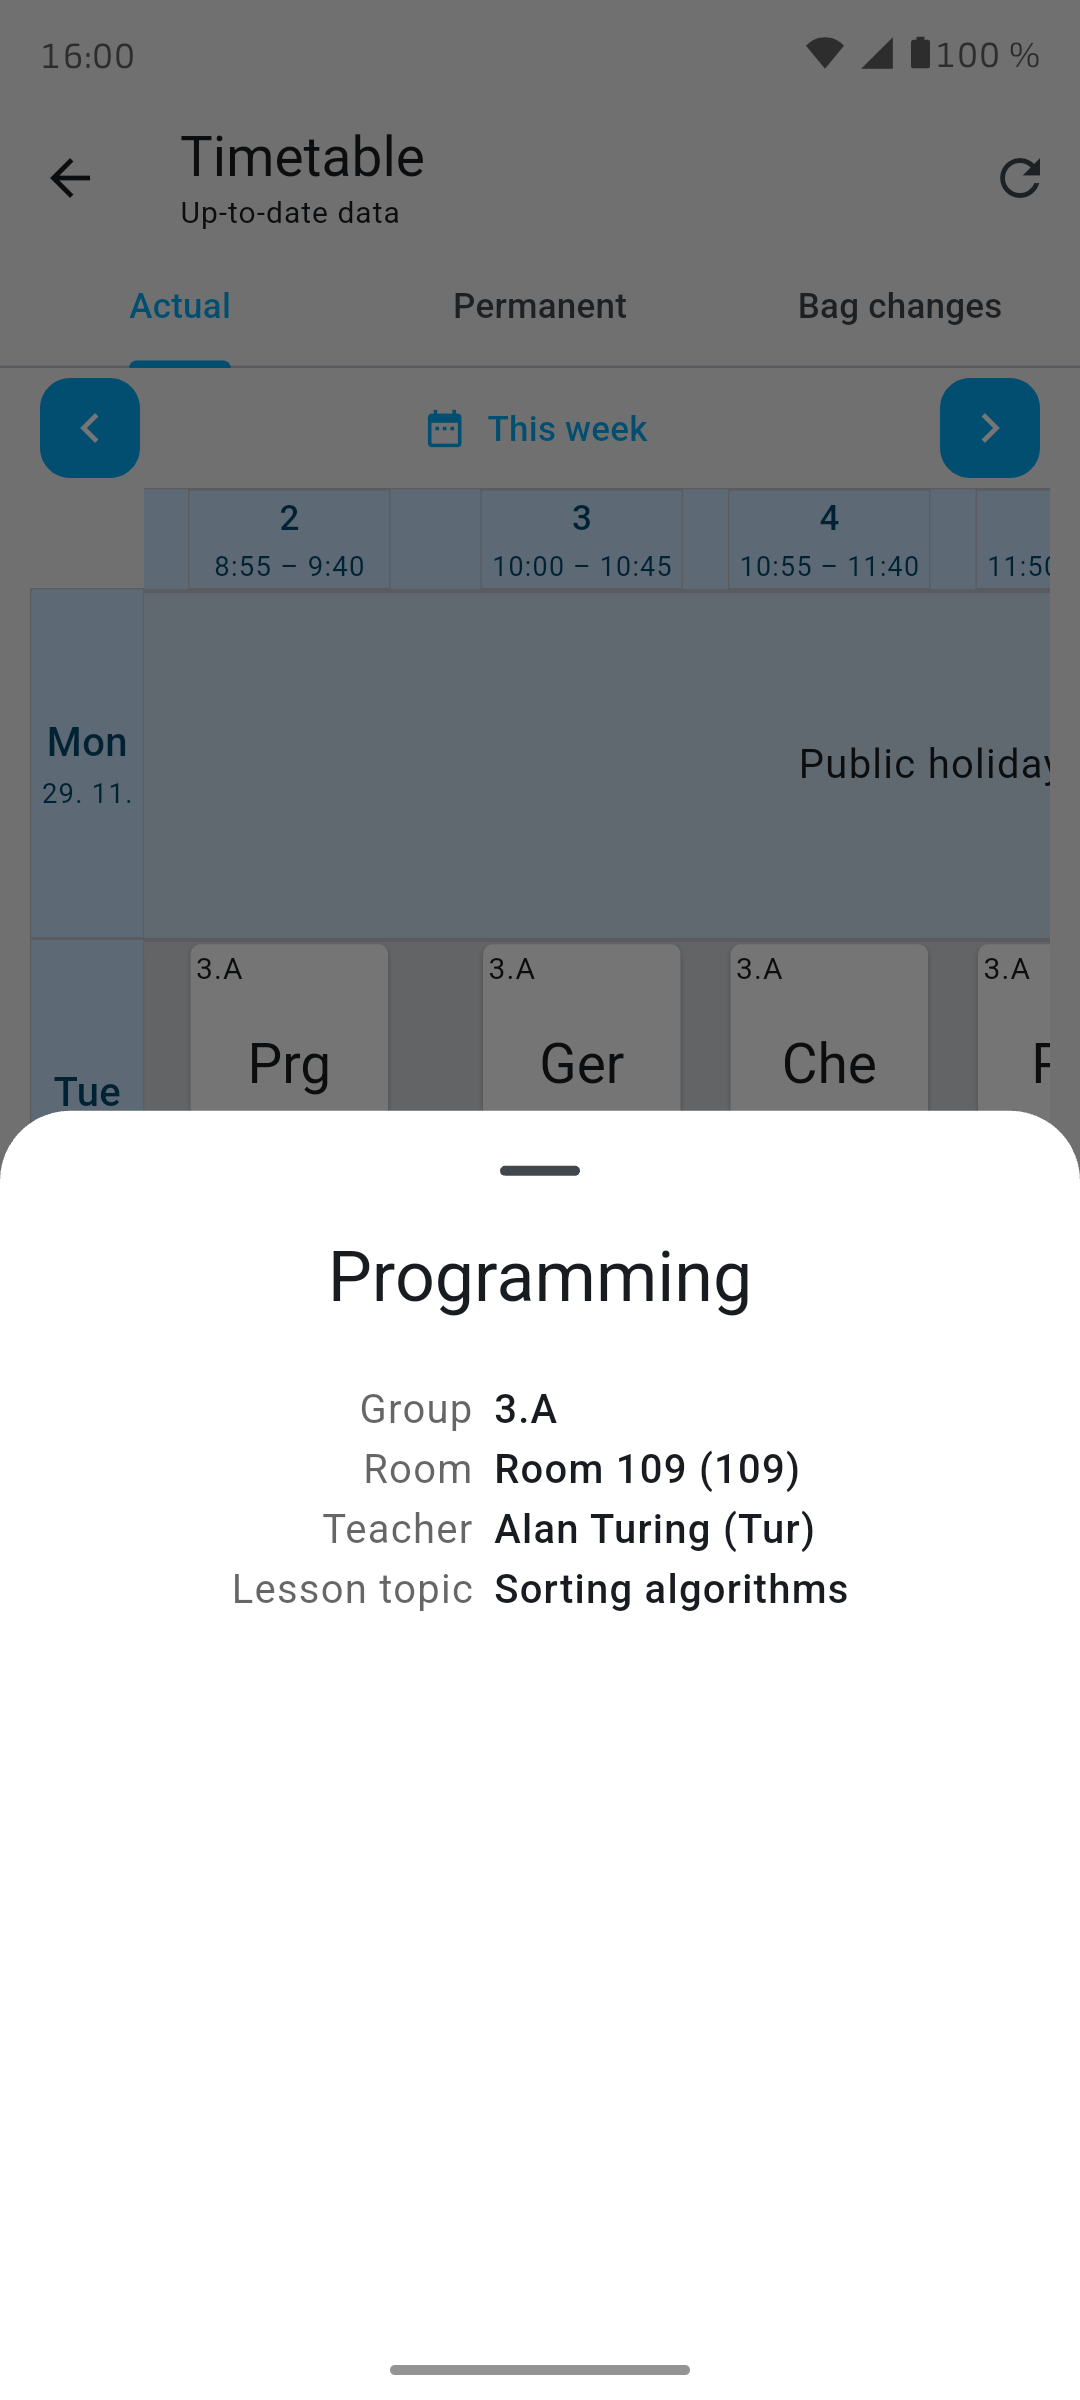 16:00 100 %
Timetable
Up-to-date data
Actual Permanent Bag changes
This week
2 3 4
8:55 – 9:40 10:00 – 10:45 10:55 – 11:40
Mon
29. 11.
Public holiday
3.A 3.A 3.A 3.A
Prg Ger Che
Tue
Programming
Group 3.A
Room Room 109 (109)
Teacher Alan Turing (Tur)
Lesson topic Sorting algorithms